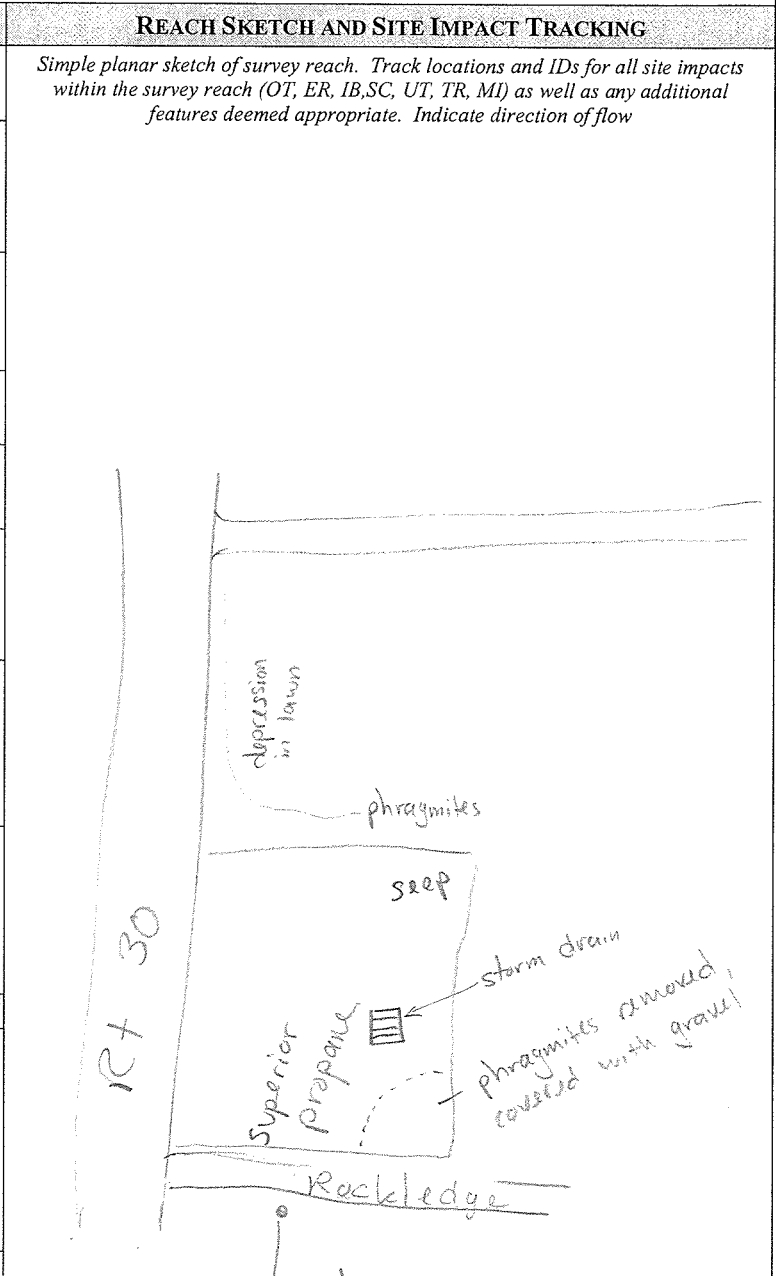 REACH SKETCH AND SITE IMPACT TRACKING
Simple planar sketch of survey reach. Track locations and IDs for all site impacts
within the survey reach (OT, ER, IB,SC, UT, TR, MI) as well as any additional
features deemed appropriate. Indicate direction of flow
depression
in lawn
phragmites
seep
storm drain
Rt 30
Superior
propane
phragmites removed,
covered with gravel
Rockledge